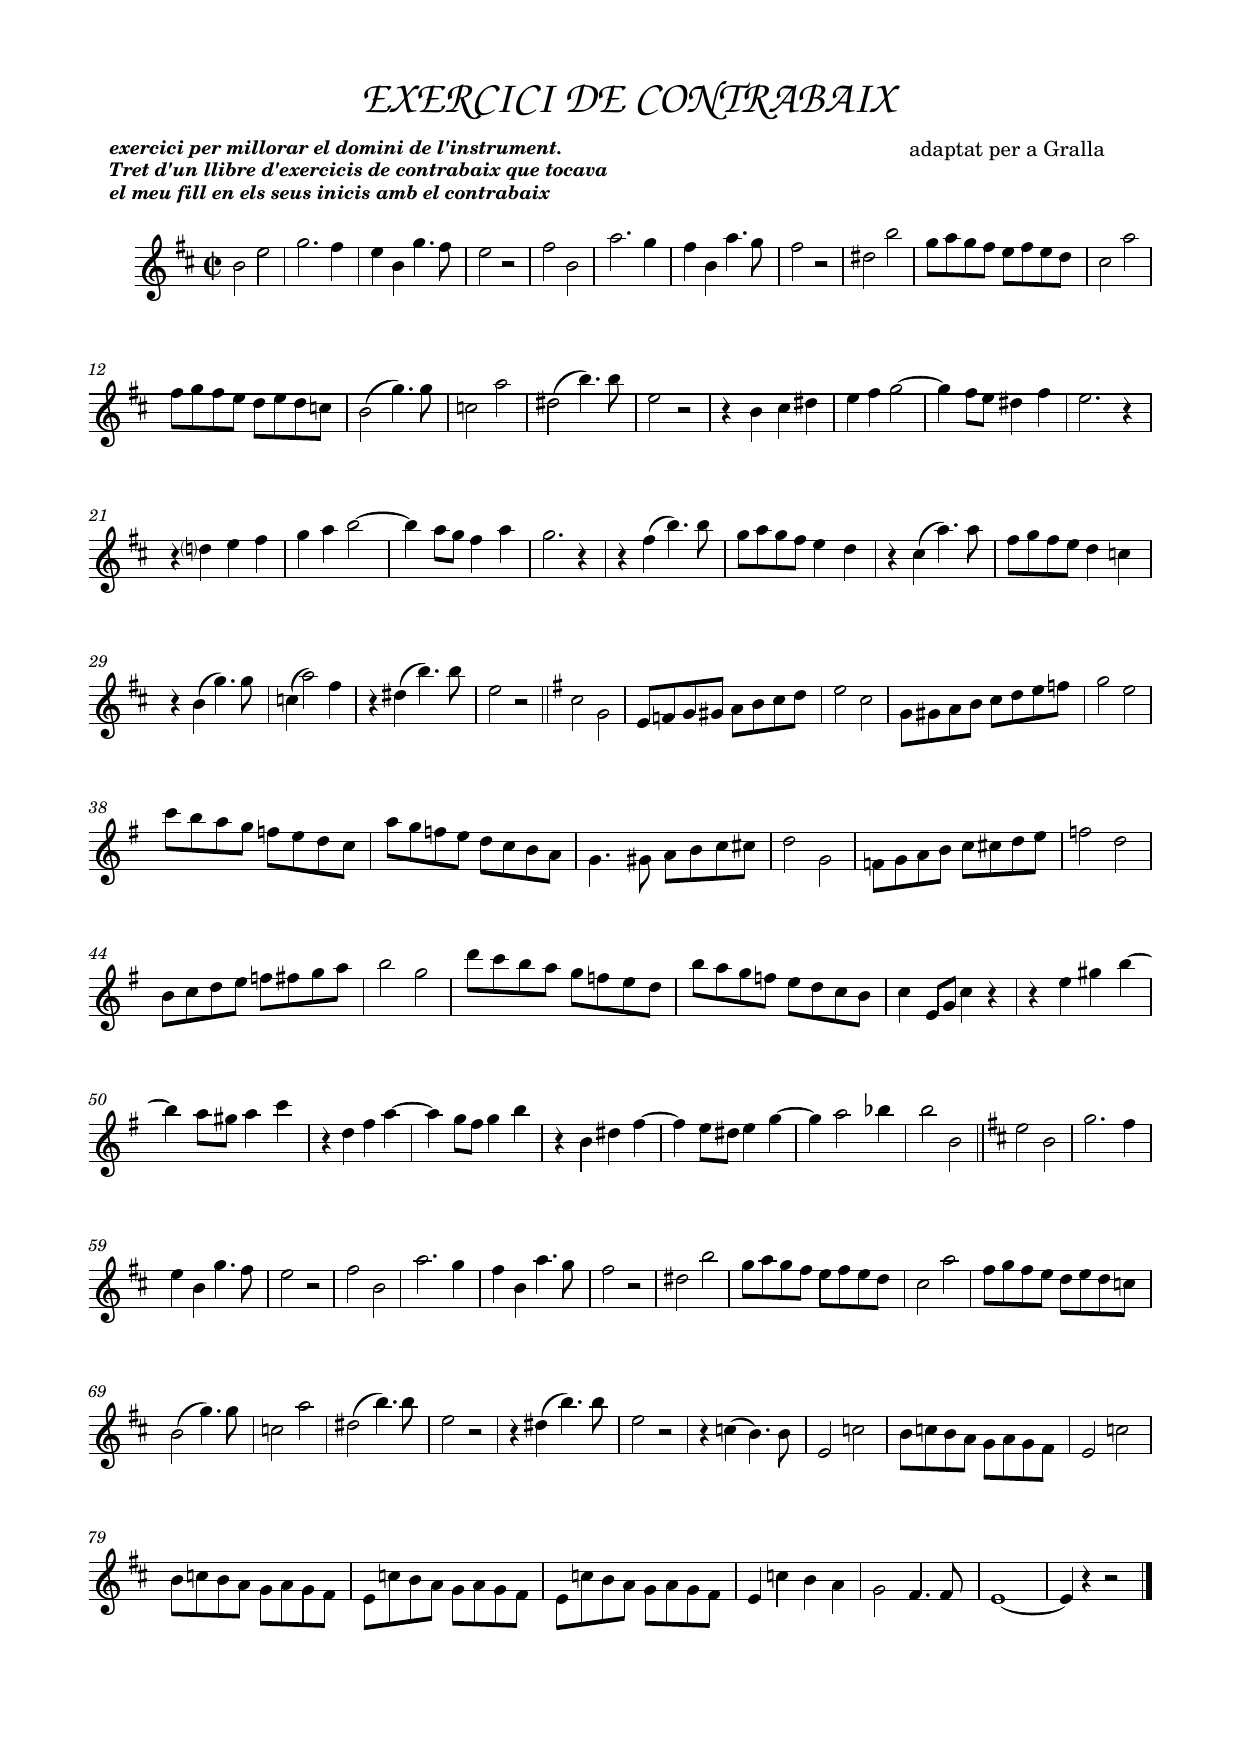 EXERCICI DE CONTRABAIX
exercici per millorar el domini de l'instrument.
adaptat per a Gralla
Tret d'un llibre d'exercicis de contrabaix que tocava
el meu fill en els seus inicis amb el contrabaix
12
21
29
38
44
50
59
69
79